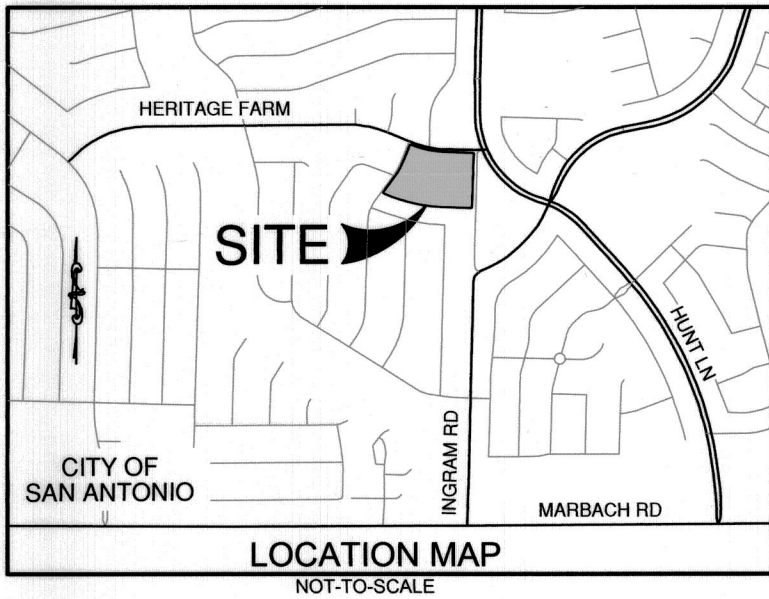 HERITAGE FARM
SITE
HUNT LN
INGRAM RD
CITY OF
SAN ANTONIO
MARBACH RD
LOCATION MAP
NOT-TO-SCALE